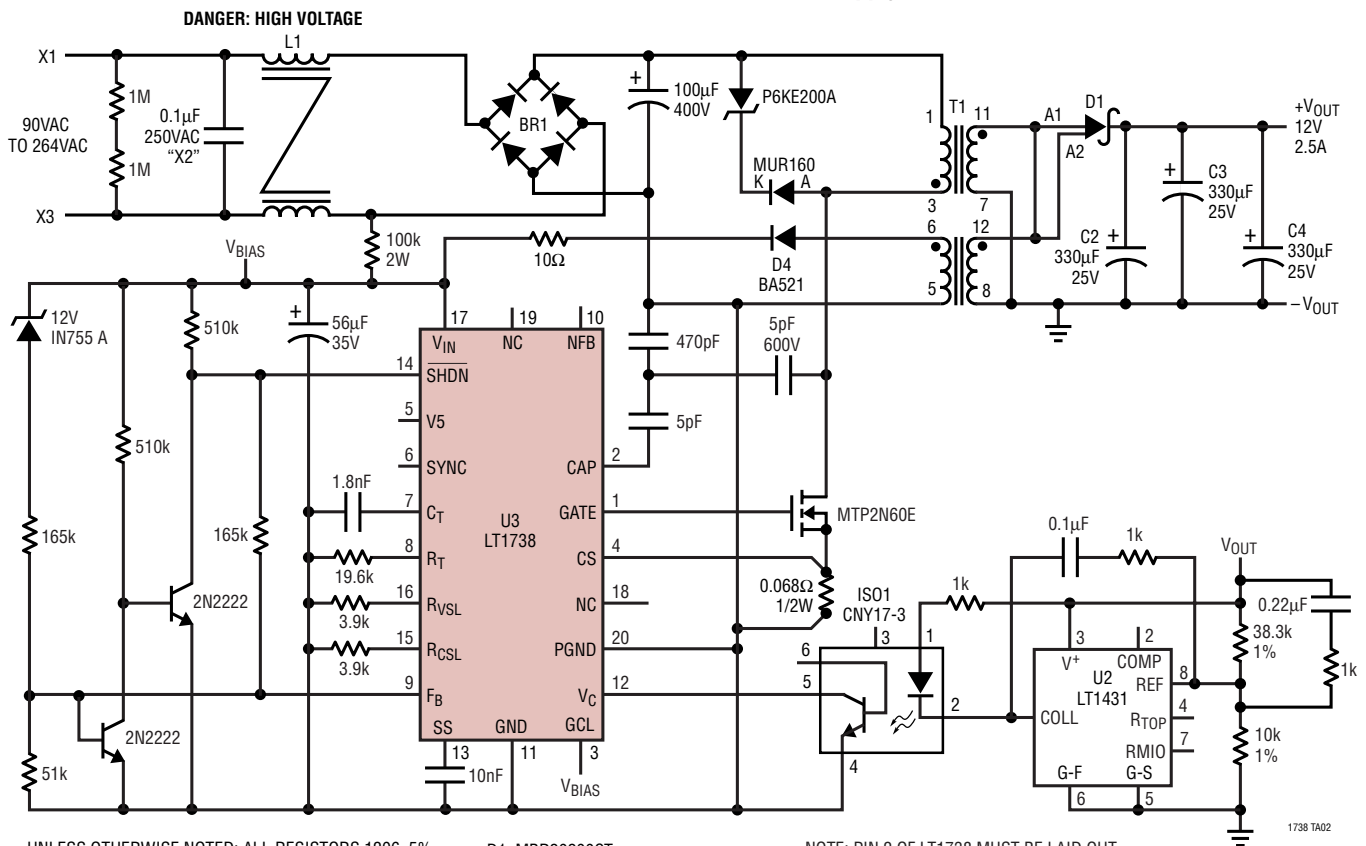 DANGER: HIGH VOLTAGE
L1
X1
1M
0.1µF
250VAC
"X2"
90VAC
TO 264VAC
1M
X3
BR1
+
100µF
400V
P6KE200A
MUR160
K
A
1
T1
11
3
7
6
12
5
8
A1
A2
D1
+VOUT
12V
2.5A
+
C3
330µF
25V
+
C2
330µF
25V
+
C4
330µF
25V
–VOUT
VBIAS
100k
2W
10Ω
D4
BA521
12V
IN755 A
510k
+
56µF
35V
510k
165k
165k
2N2222
2N2222
51k
1.8nF
19.6k
3.9k
3.9k
17
19
10
VIN
NC
NFB
14
SHDN
5
V5
6
SYNC
7
CT
8
RT
16
RVSL
15
RCSL
9
FB
U3
LT1738
CAP
2
GATE
1
CS
4
NC
18
PGND
20
VC
12
SS
GND
GCL
13
11
3
10nF
VBIAS
470pF
5pF
600V
5pF
MTP2N60E
0.068Ω
1/2W
ISO1
CNY17-3
3
1
6
5
2
4
1k
0.1µF
1k
VOUT
0.22µF
38.3k
1%
1k
10k
1%
3
2
V+
COMP
U2
LT1431
REF
8
COLL
RTOP
4
RMIO
7
G-F
G-S
6
5
1738 TA02